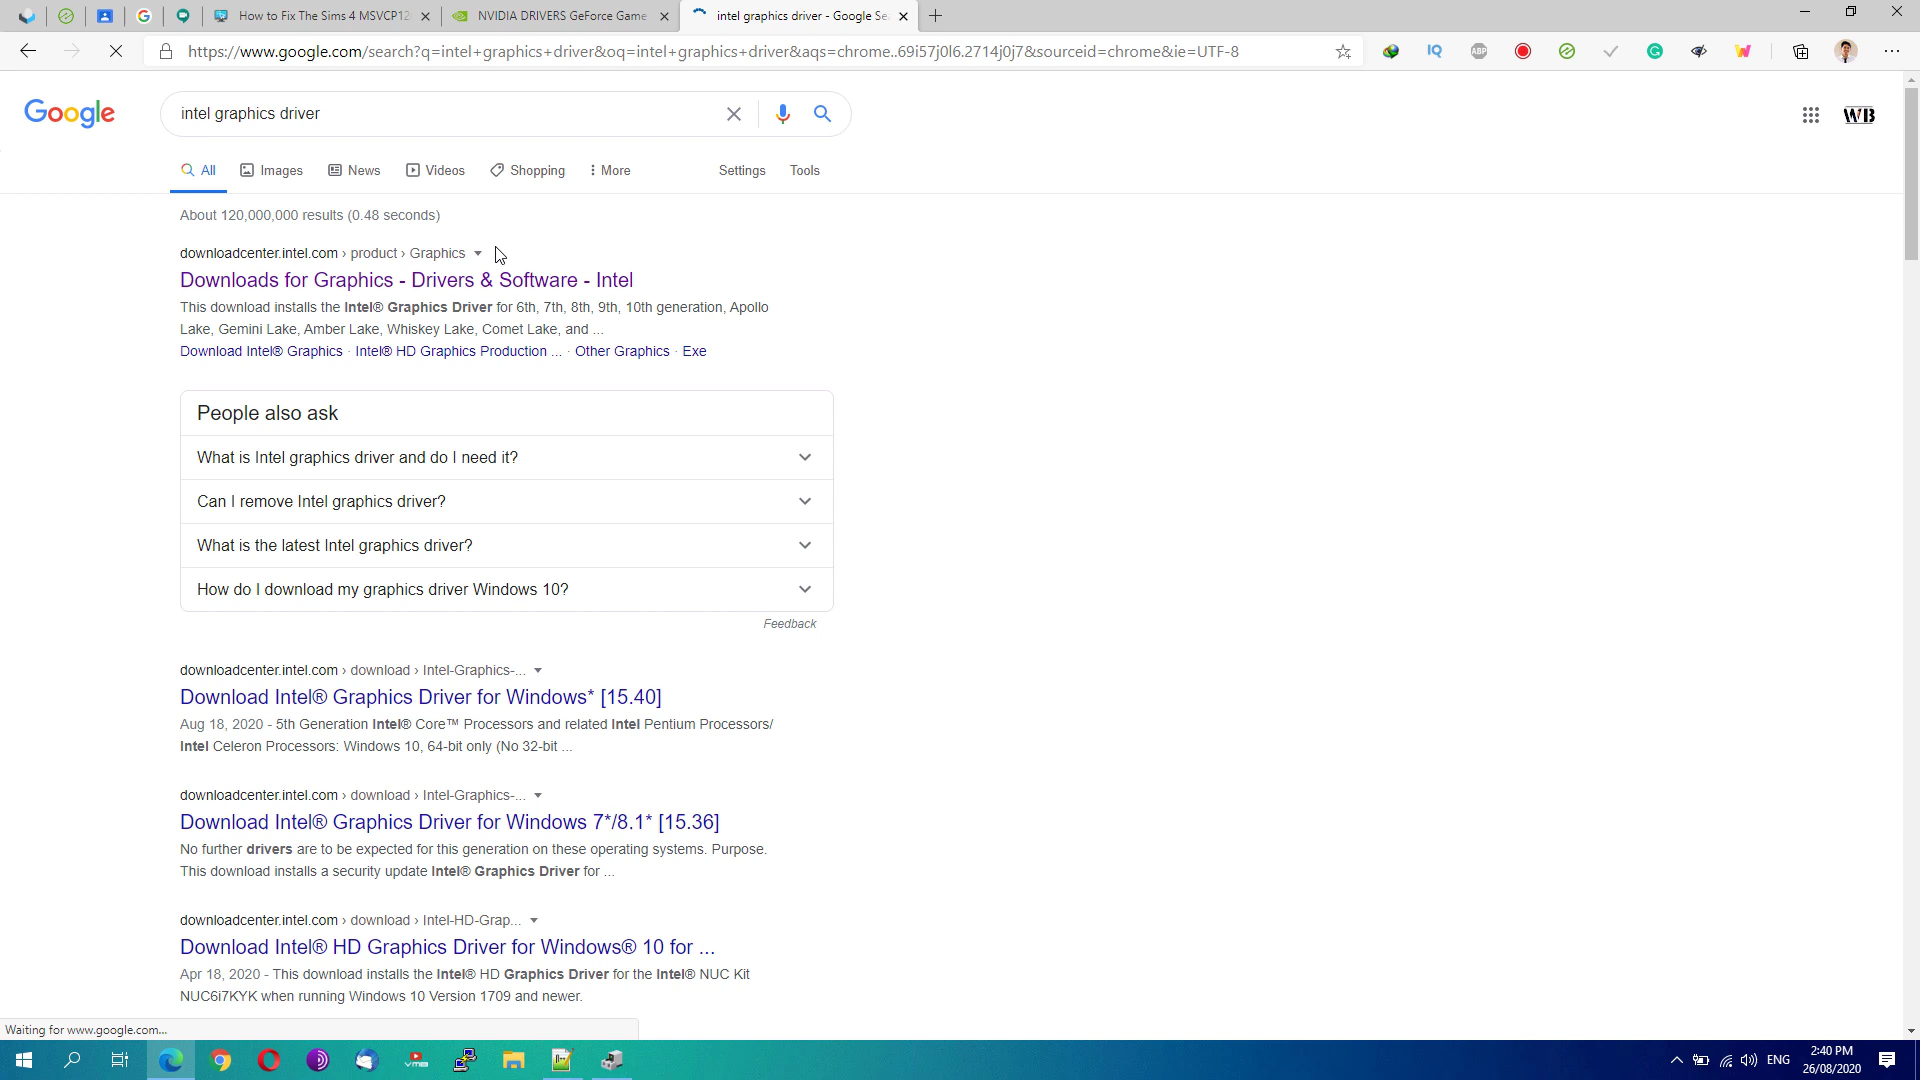 How to Fix The Sims 4 MSVCP12
NVIDIA DRIVERS GeForce Game
intel graphics driver - Google Se
https://www.google.com/search?q=intel+graphics+driver&oq=intel+graphics+driver&aqs=chrome..69i57j0l6.2714j0j7&sourceid=chrome&ie=UTF-8
IQ
ABP
Google
intel graphics driver
WB
All
Images
News
Videos
Shopping
More
Settings
Tools
About 120,000,000 results (0.48 seconds)
downloadcenter.intel.com › product › Graphics
Downloads for Graphics - Drivers & Software - Intel
This download installs the Intel® Graphics Driver for 6th, 7th, 8th, 9th, 10th generation, Apollo
Lake, Gemini Lake, Amber Lake, Whiskey Lake, Comet Lake, and ...
Download Intel® Graphics · Intel® HD Graphics Production ... · Other Graphics · Exe
People also ask
What is Intel graphics driver and do I need it?
Can I remove Intel graphics driver?
What is the latest Intel graphics driver?
How do I download my graphics driver Windows 10?
Feedback
downloadcenter.intel.com › download › Intel-Graphics-...
Download Intel® Graphics Driver for Windows* [15.40]
Aug 18, 2020 - 5th Generation Intel® Core™ Processors and related Intel Pentium Processors/
Intel Celeron Processors: Windows 10, 64-bit only (No 32-bit ...
downloadcenter.intel.com › download › Intel-Graphics-...
Download Intel® Graphics Driver for Windows 7*/8.1* [15.36]
No further drivers are to be expected for this generation on these operating systems. Purpose.
This download installs a security update Intel® Graphics Driver for ...
downloadcenter.intel.com › download › Intel-HD-Grap...
Download Intel® HD Graphics Driver for Windows® 10 for ...
Apr 18, 2020 - This download installs the Intel® HD Graphics Driver for the Intel® NUC Kit
NUC6i7KYK when running Windows 10 Version 1709 and newer.
Waiting for www.google.com...
ENG
2:40 PM
26/08/2020